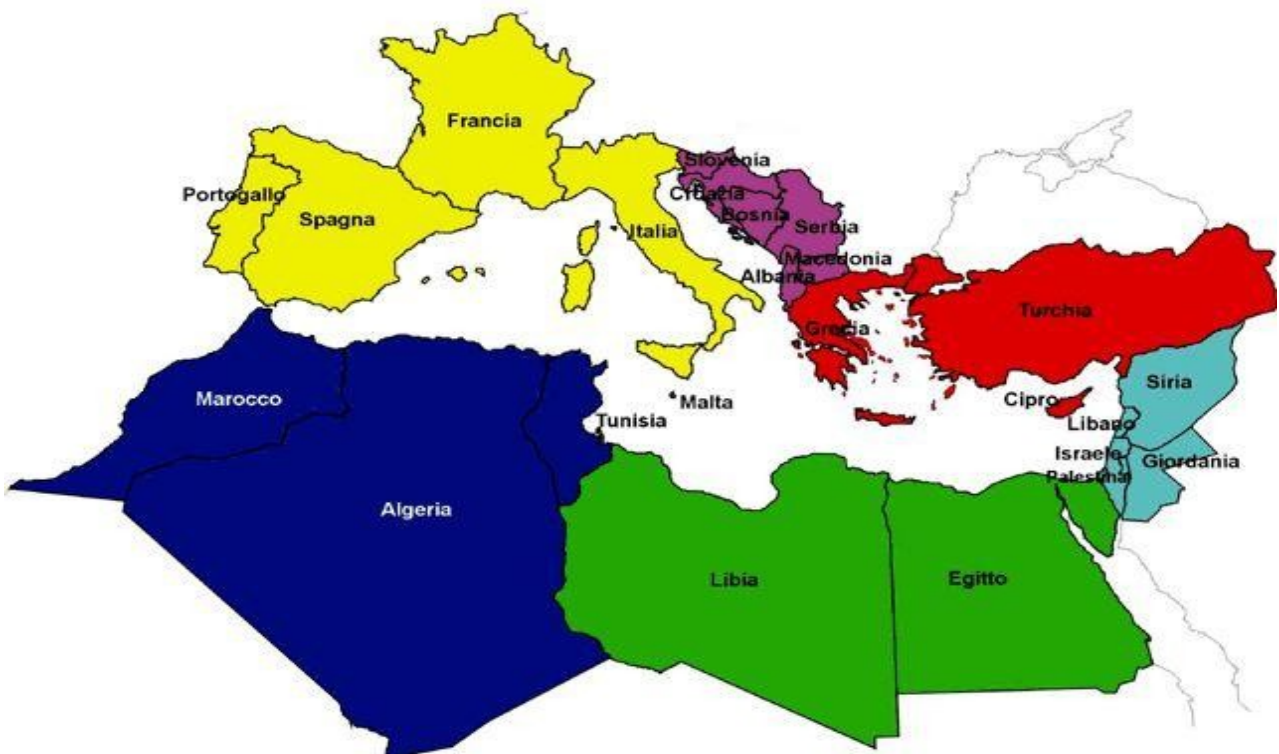 Francia
Slovenia
Portogallo
Croazia
Spagna
Bosnia
Italia
Serbia
Macedonia
Albania
Turchia
Grecia
Siria
Marocco
Malta
Cipro
Tunisia
Libano
Israele
Giordania
Palestina
Algeria
Libia
Egitto